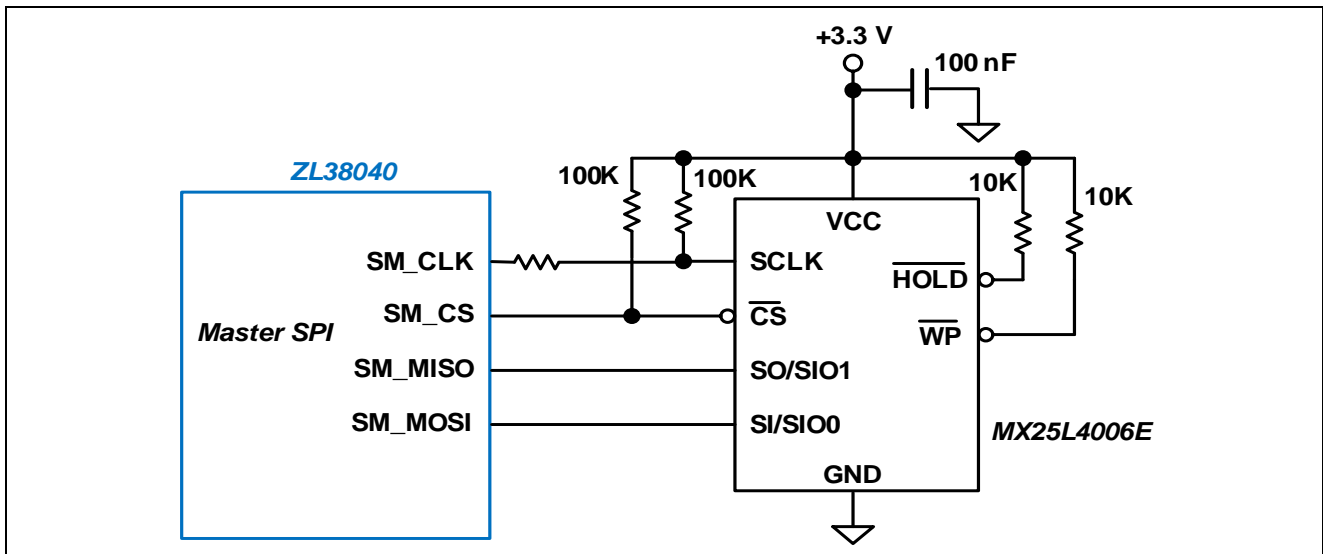 +3.3 V
100 nF
ZL38040
100K
100K
10K
10K
VCC
SM_CLK
SCLK
HOLD
SM_CS
CS
Master SPI
WP
SM_MISO
SO/SIO1
SM_MOSI
SI/SIO0
MX25L4006E
GND